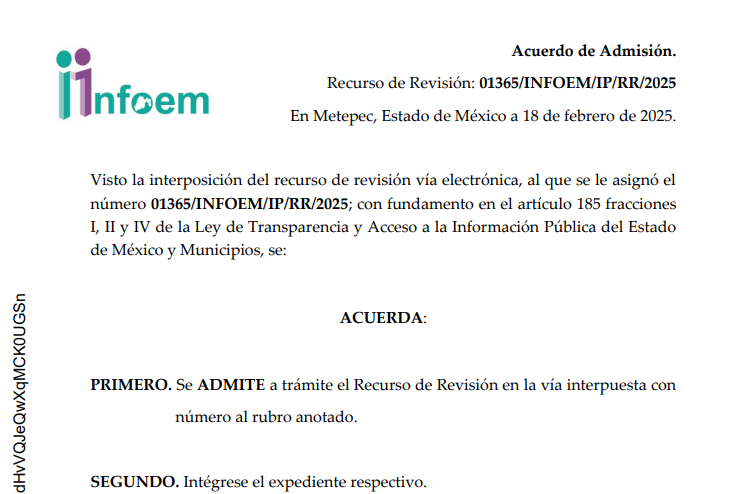 Acuerdo de Admisión.
infoem
Recurso de Revisión: 01365/INFOEM/IP/RR/2025
En Metepec, Estado de México a 18 de febrero de 2025.
Visto la interposición del recurso de revisión vía electrónica, al que se le asignó el
número 01365/INFOEM/IP/RR/2025; con fundamento en el artículo 185 fracciones
I, II y IV de la Ley de Transparencia y Acceso a la Información Pública del Estado
de México y Municipios, se:
ACUERDA:
PRIMERO. Se ADMITE a trámite el Recurso de Revisión en la vía interpuesta con
número al rubro anotado.
SEGUNDO. Intégrese el expediente respectivo.
dHvVQJeQwXqMCK0UGSn